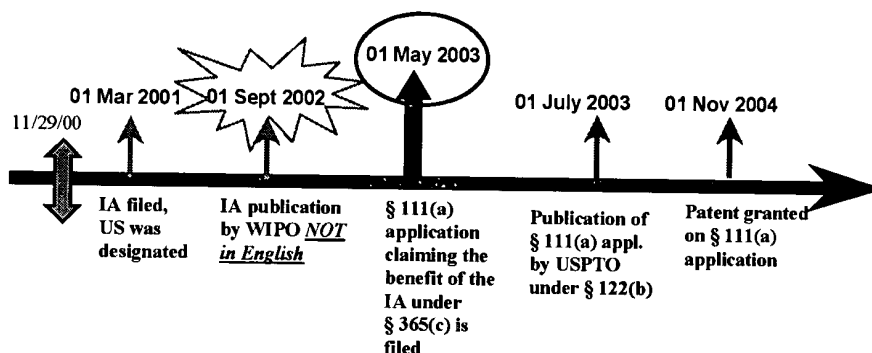 01 May 2003
01 Mar 2001
01 Sept 2002
01 July 2003
01 Nov 2004
11/29/00
IA filed,
US was
designated
IA publication
by WIPO NOT
in English
§ 111(a)
application
claiming the
benefit of the
IA under
§ 365(c) is
filed
Publication of
§ 111(a) appl.
by USPTO
under § 122(b)
Patent granted
on § 111(a)
application